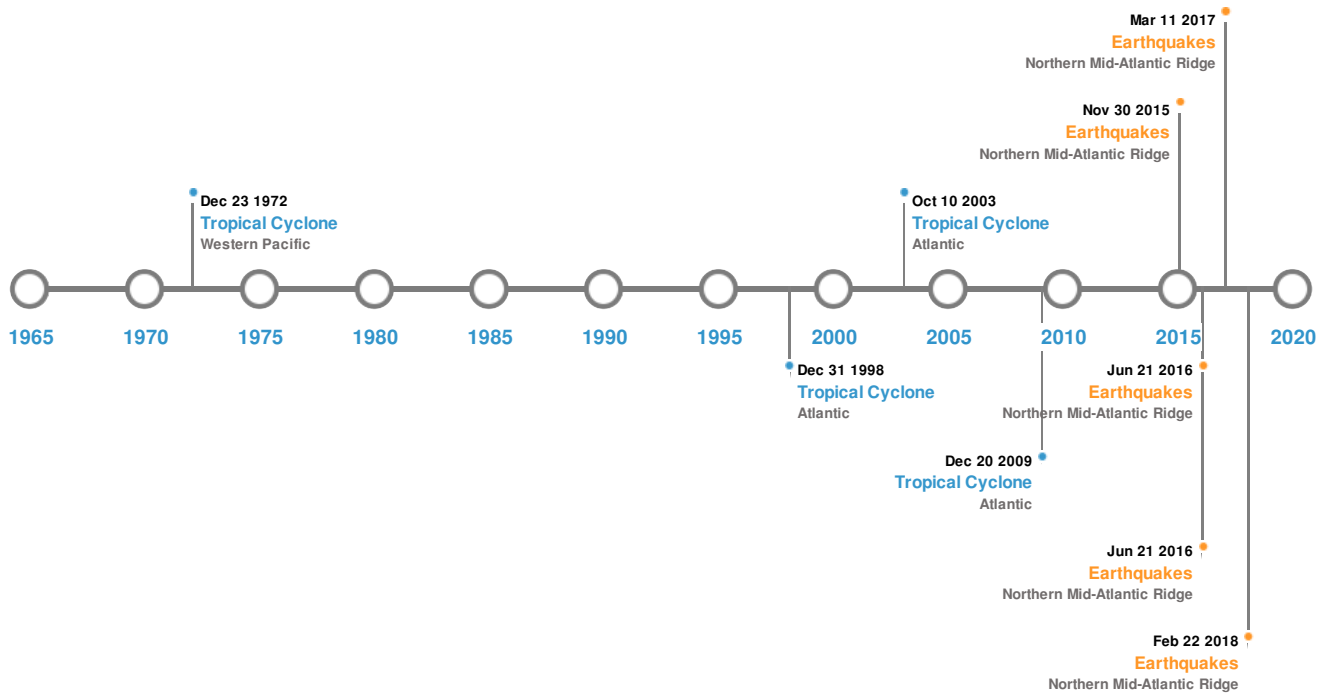 Mar 11 2017
Earthquakes
Northern Mid-Atlantic Ridge
Nov 30 2015
Earthquakes
Northern Mid-Atlantic Ridge
Dec 23 1972
Tropical Cyclone
Western Pacific
Oct 10 2003
Tropical Cyclone
Atlantic
1965 1970 1975 1980 1985 1990 1995 2000 2005 2010 2015 2020
Dec 31 1998
Tropical Cyclone
Atlantic
Jun 21 2016
Earthquakes
Northern Mid-Atlantic Ridge
Dec 20 2009
Tropical Cyclone
Atlantic
Jun 21 2016
Earthquakes
Northern Mid-Atlantic Ridge
Feb 22 2018
Earthquakes
Northern Mid-Atlantic Ridge